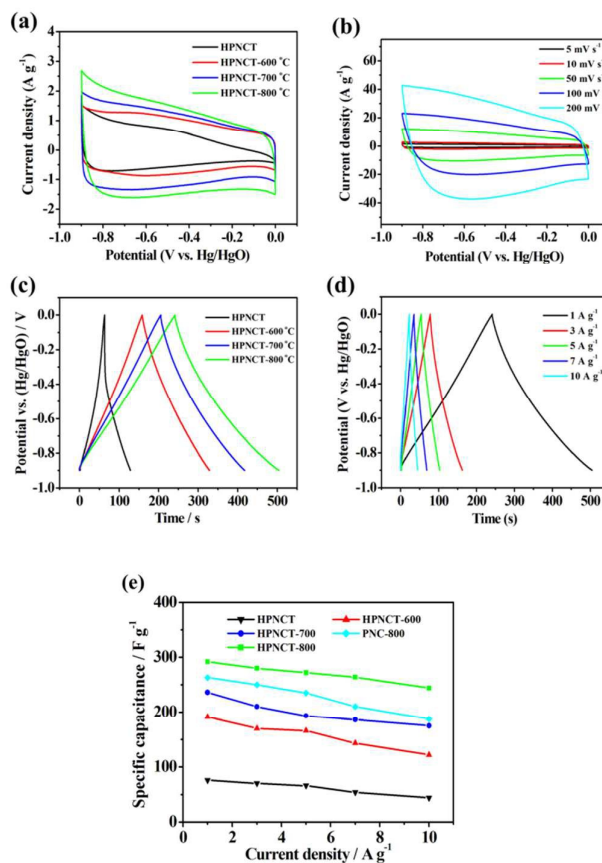 (a)
HPNCT
HPNCT-600 °C
HPNCT-700 °C
HPNCT-800 °C
Current density (A g⁻¹)
4
3
2
1
0
-1
-2
-1.0 -0.8 -0.6 -0.4 -0.2 0.0
Potential (V vs. Hg/HgO)
(b)
5 mV s⁻¹
10 mV s⁻
50 mV s⁻
100 mV
200 mV
Current density (A g⁻¹)
60
40
20
0
-20
-40
-1.0 -0.8 -0.6 -0.4 -0.2 0.0
Potential (V vs. Hg/HgO)
(c)
HPNCT
HPNCT-600°C
HPNCT-700°C
HPNCT-800°C
Potential vs. (Hg/HgO) / V
0.0
-0.2
-0.4
-0.6
-0.8
-1.0
0 100 200 300 400 500
Time / s
(d)
1 A g⁻¹
3 A g⁻¹
5 A g⁻¹
7 A g⁻¹
10 A g⁻¹
Potential (V vs. Hg/HgO)
0.0
-0.2
-0.4
-0.6
-0.8
-1.0
0 100 200 300 400 500
Time (s)
(e)
HPNCT HPNCT-600
HPNCT-700 PNC-800
HPNCT-800
Specific capacitance / F g⁻¹
400
300
200
100
0
0 2 4 6 8 10
Current density / A g⁻¹